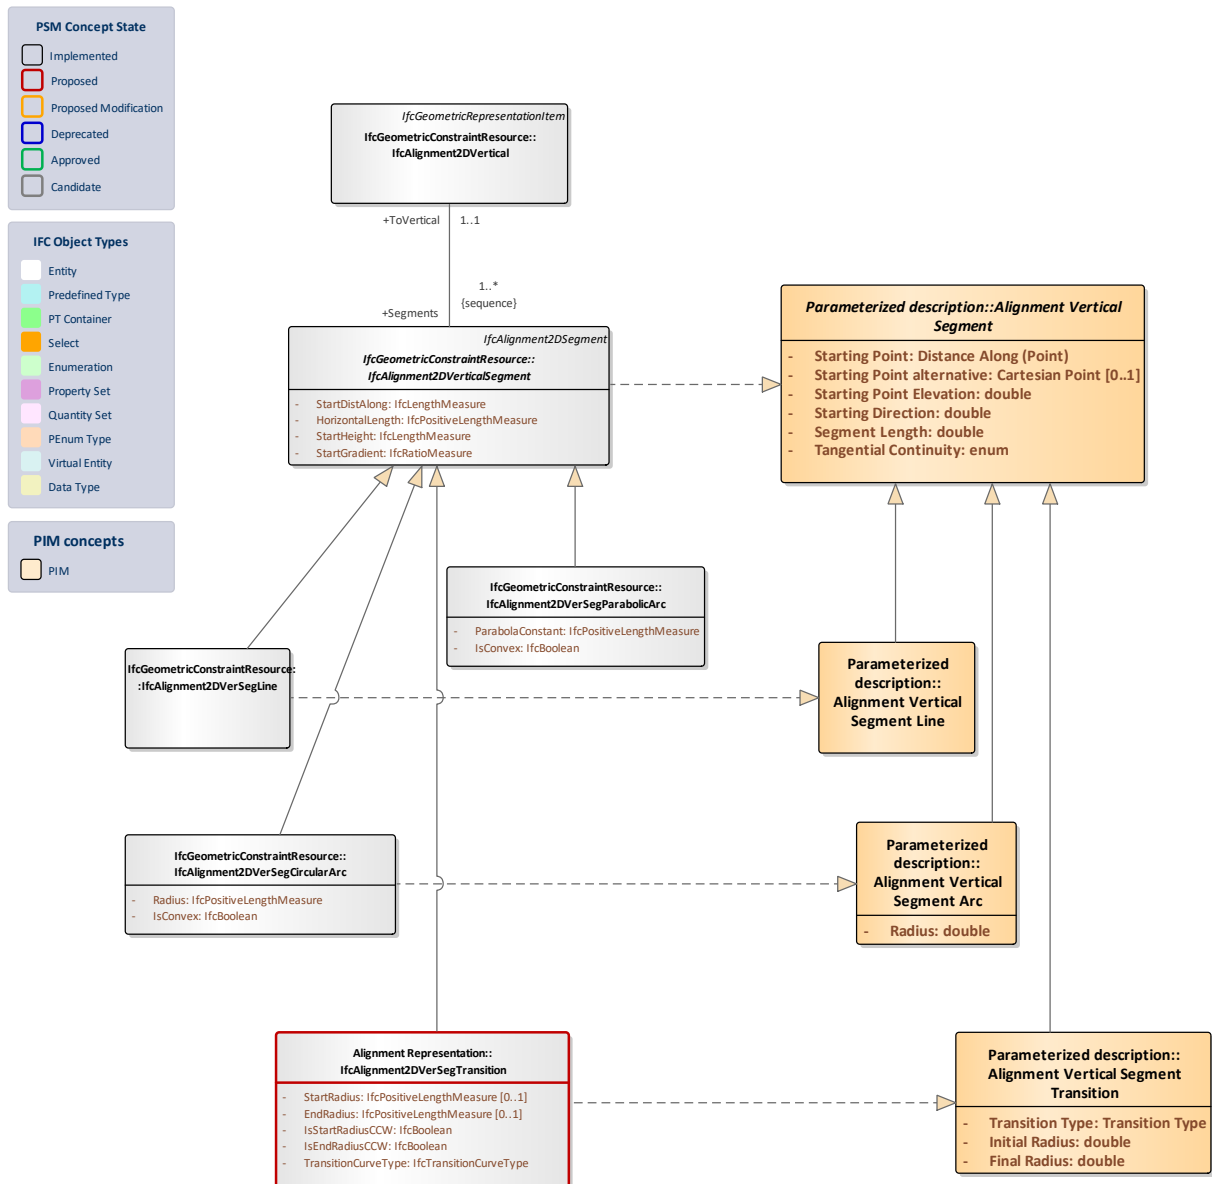 PSM Concept State
Implemented
Proposed
Proposed Modification
Deprecated
Approved
Candidate
IFC Object Types
Entity
Predefined Type
PT Container
Select
Enumeration
Property Set
Quantity Set
PEnum Type
Virtual Entity
Data Type
PIM concepts
PIM
IfcGeometricRepresentationItem
IfcGeometricConstraintResource::
IfcAlignment2DVertical
+ToVertical 1..1
1..*
{sequence}
+Segments
IfcAlignment2DSegment
IfcGeometricConstraintResource::
IfcAlignment2DVerticalSegment
- StartDistAlong: IfcLengthMeasure
- HorizontalLength: IfcPositiveLengthMeasure
- StartHeight: IfcLengthMeasure
- StartGradient: IfcRatioMeasure
Parameterized description::Alignment Vertical
Segment
- Starting Point: Distance Along (Point)
- Starting Point alternative: Cartesian Point [0..1]
- Starting Point Elevation: double
- Starting Direction: double
- Segment Length: double
- Tangential Continuity: enum
IfcGeometricConstraintResource::
IfcAlignment2DVerSegParabolicArc
- ParabolaConstant: IfcPositiveLengthMeasure
- IsConvex: IfcBoolean
IfcGeometricConstraintResource:
:IfcAlignment2DVerSegLine
Parameterized
description::
Alignment Vertical
Segment Line
IfcGeometricConstraintResource::
IfcAlignment2DVerSegCircularArc
- Radius: IfcPositiveLengthMeasure
- IsConvex: IfcBoolean
Parameterized
description::
Alignment Vertical
Segment Arc
- Radius: double
Alignment Representation::
IfcAlignment2DVerSegTransition
- StartRadius: IfcPositiveLengthMeasure [0..1]
- EndRadius: IfcPositiveLengthMeasure [0..1]
- IsStartRadiusCCW: IfcBoolean
- IsEndRadiusCCW: IfcBoolean
- TransitionCurveType: IfcTransitionCurveType
Parameterized description::
Alignment Vertical Segment
Transition
- Transition Type: Transition Type
- Initial Radius: double
- Final Radius: double